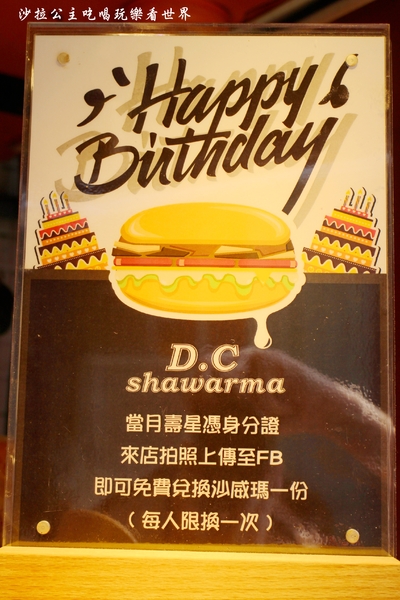 沙拉公主吃喝玩樂看世界
Happy
Birthday
D.C
shawarma
當月壽星憑身分證
來店拍照上傳至FB
即可免費兌換沙威瑪一份
（每人限換一次）